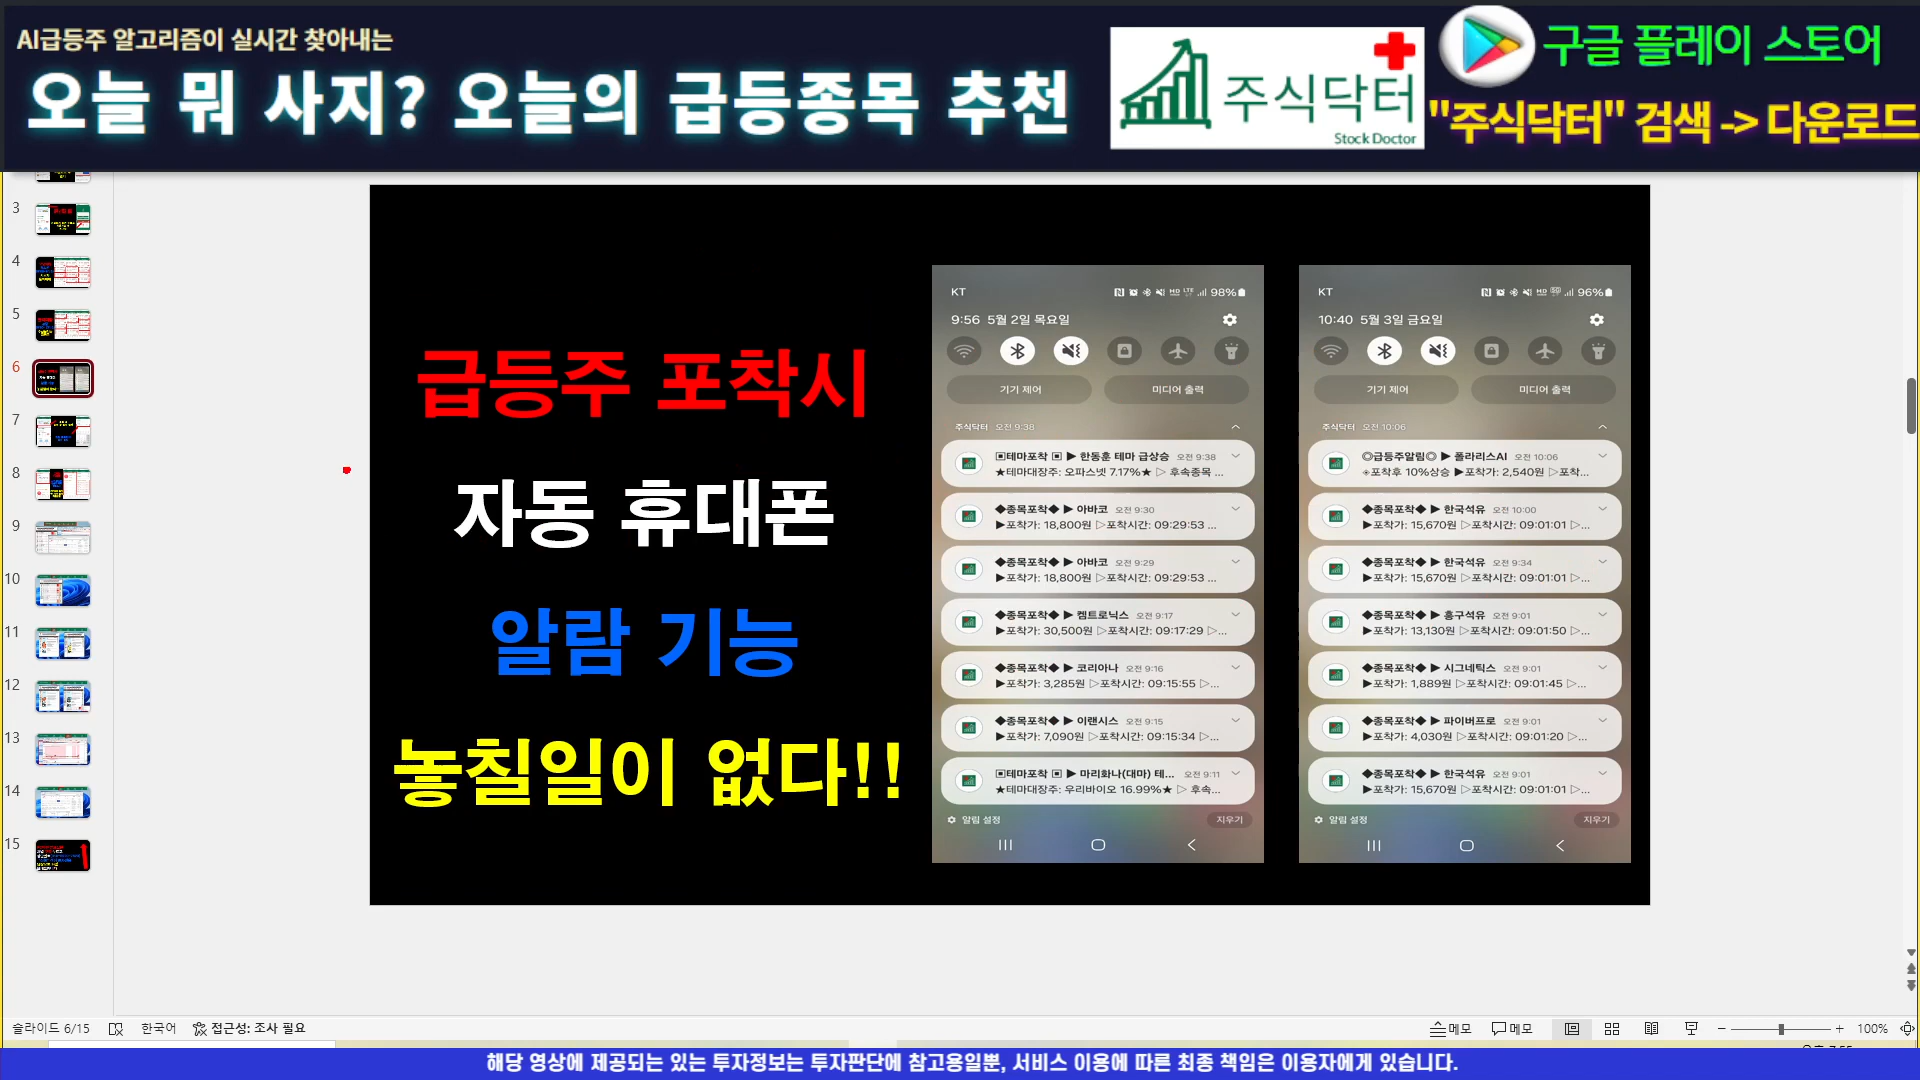 AI급등주 알고리즘이 실시간 찾아내는
오늘 뭐 사지? 오늘의 급등종목 추천
주식닥터
Stock Doctor
구글 플레이 스토어
"주식닥터" 검색 -> 다운로드
3
4
5
6
7
8
9
10
11
12
13
14
15
급등주 포착시
자동 휴대폰
알람 기능
놓칠일이 없다!!
KT
98%
9:56 5월 2일 목요일
기기 제어
미디어 출력
주식닥터 오전 9:38
▣테마포착 ▣ ▶ 한동훈 테마 급상승 오전 9:38
★테마대장주: 오파스넷 7.17%★ ▷ 후속종목 ...
◆종목포착◆ ▶ 아바코 오전 9:30
▶포착가: 18,800원 ▷포착시간: 09:29:53 ...
◆종목포착◆ ▶ 아바코 오전 9:29
▶포착가: 18,800원 ▷포착시간: 09:29:53 ...
◆종목포착◆ ▶ 켐트로닉스 오전 9:17
▶포착가: 30,500원 ▷포착시간: 09:17:29 ▷...
◆종목포착◆ ▶ 코리아나 오전 9:16
▶포착가: 3,285원 ▷포착시간: 09:15:55 ▷...
◆종목포착◆ ▶ 이랜시스 오전 9:15
▶포착가: 7,090원 ▷포착시간: 09:15:34 ▷...
▣테마포착 ▣ ▶ 마리화나(대마) 테... 오전 9:11
★테마대장주: 우리바이오 16.99%★ ▷ 후속...
알림 설정
지우기
KT
96%
10:40 5월 3일 금요일
기기 제어
미디어 출력
주식닥터 오전 10:06
◎급등주알림◎ ▶ 폴라리스AI 오전 10:06
◈포착후 10%상승 ▶포착가: 2,540원 ▷포착...
◆종목포착◆ ▶ 한국석유 오전 10:00
▶포착가: 15,670원 ▷포착시간: 09:01:01 ▷...
◆종목포착◆ ▶ 한국석유 오전 9:34
▶포착가: 15,670원 ▷포착시간: 09:01:01 ▷...
◆종목포착◆ ▶ 흥구석유 오전 9:01
▶포착가: 13,130원 ▷포착시간: 09:01:50 ▷...
◆종목포착◆ ▶ 시그네틱스 오전 9:01
▶포착가: 1,889원 ▷포착시간: 09:01:45 ▷...
◆종목포착◆ ▶ 파이버프로 오전 9:01
▶포착가: 4,030원 ▷포착시간: 09:01:20 ▷...
◆종목포착◆ ▶ 한국석유 오전 9:01
▶포착가: 15,670원 ▷포착시간: 09:01:01 ▷...
알림 설정
지우기
슬라이드 6/15
한국어
접근성: 조사 필요
메모
메모
100%
해당 영상에 제공되는 있는 투자정보는 투자판단에 참고용일뿐, 서비스 이용에 따른 최종 책임은 이용자에게 있습니다.